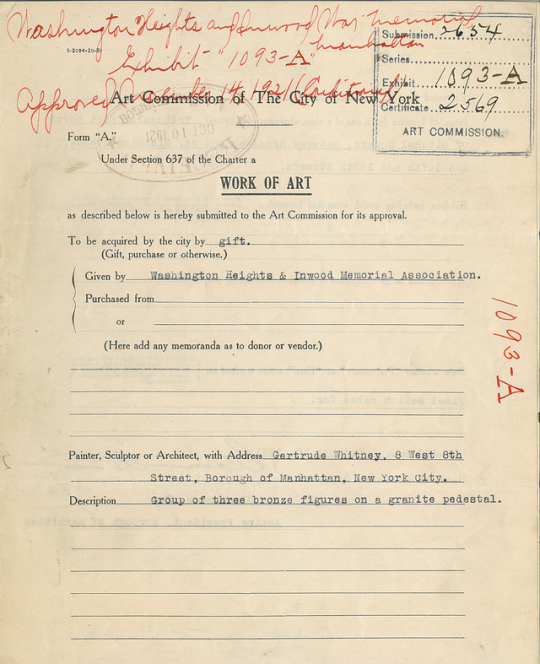 Washington Heights and Inwood War Memorial
Manhattan
Exhibit "1093-A"
Submission 2654
Series
Exhibit 1093-A
Certificate 2569
ART COMMISSION.
Approved November 14, 1921
Art Commission of The City of New York
Form "A."
Under Section 637 of the Charter a
WORK OF ART
as described below is hereby submitted to the Art Commission for its approval.
To be acquired by the city by gift.
(Gift, purchase or otherwise.)
Given by Washington Heights & Inwood Memorial Association.
Purchased from
or
(Here add any memoranda as to donor or vendor.)
1093-A
Painter, Sculptor or Architect, with Address Gertrude Whitney, 8 West 8th
Street, Borough of Manhattan, New York City.
Description Group of three bronze figures on a granite pedestal.